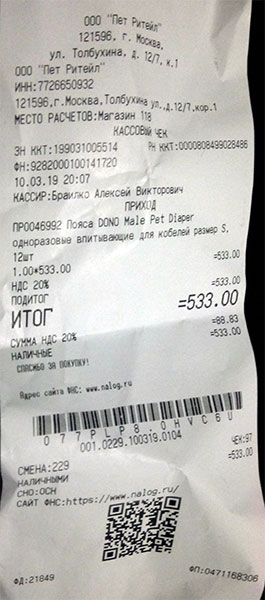 ООО "Пет Ритейл"
121596, г. Москва,
ул. Толбухина, д. 12/7, к.1
ООО "Пет Ритейл"
ИНН:7726650932
121596,г.Москва,Толбухина ул.,д.12/7,кор.1
МЕСТО РАСЧЕТОВ:Магазин 118
КАССОВЫЙ ЧЕК
ЗН ККТ:199031005514 РН ККТ:0000808499028486
ФН:9282000100141720
10.03.19 20:07
КАССИР:Браилко Алексей Викторович
ПРИХОД
ПР0046992 Пояса DONO Male Pet Diaper
одноразовые впитывающие для кобелей размер S,
12шт
1.00*533.00 =533.00
НДС 20%
ПОДИТОГ =533.00
ИТОГ =533.00
СУММА НДС 20% =88.83
НАЛИЧНЫЕ =533.00
СПАСИБО ЗА ПОКУПКУ!
Адрес сайта ФНС: www.nalog.ru/
077PLP8.0HVC6U
001.0229.100319.0104
СМЕНА:229 ЧЕК:97
НАЛИЧНЫМИ =533.00
СНО:ОСН
САЙТ ФНС:https://www.nalog.ru/
ФД:21849 ФП:0471168306